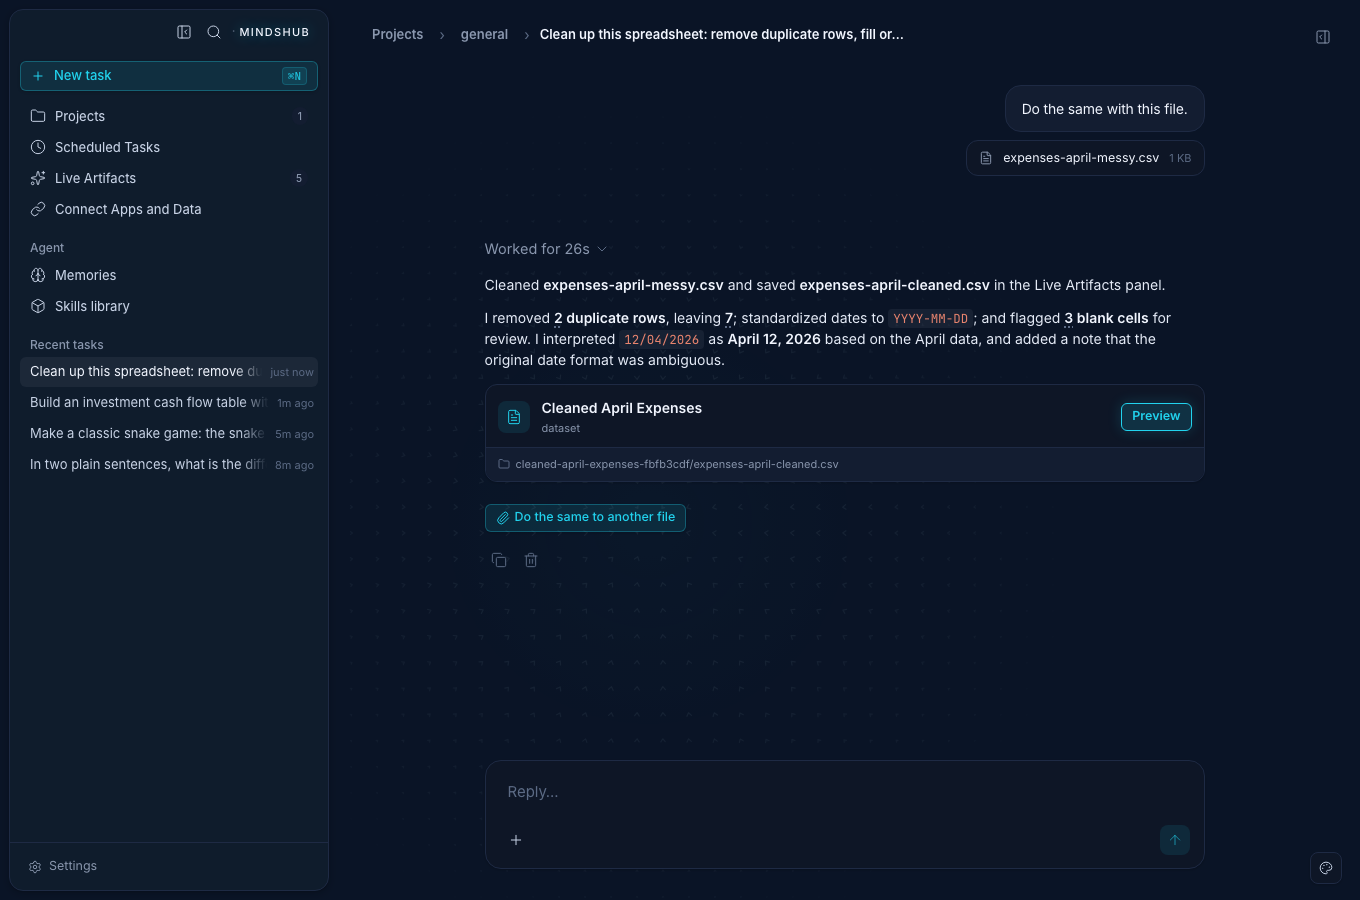 MINDSHUB
New task ⌘N
Projects 1
Scheduled Tasks
Live Artifacts 5
Connect Apps and Data
Agent
Memories
Skills library
Recent tasks
Clean up this spreadsheet: remove du just now
Build an investment cash flow table wit 1m ago
Make a classic snake game: the snake 5m ago
In two plain sentences, what is the diff 8m ago
Settings
Projects › general › Clean up this spreadsheet: remove duplicate rows, fill or...
Do the same with this file.
expenses-april-messy.csv 1 KB
Worked for 26s
Cleaned expenses-april-messy.csv and saved expenses-april-cleaned.csv in the Live Artifacts panel.
I removed 2 duplicate rows, leaving 7; standardized dates to YYYY-MM-DD; and flagged 3 blank cells for
review. I interpreted 12/04/2026 as April 12, 2026 based on the April data, and added a note that the
original date format was ambiguous.
Cleaned April Expenses
dataset
Preview
cleaned-april-expenses-fbfb3cdf/expenses-april-cleaned.csv
Do the same to another file
Reply...